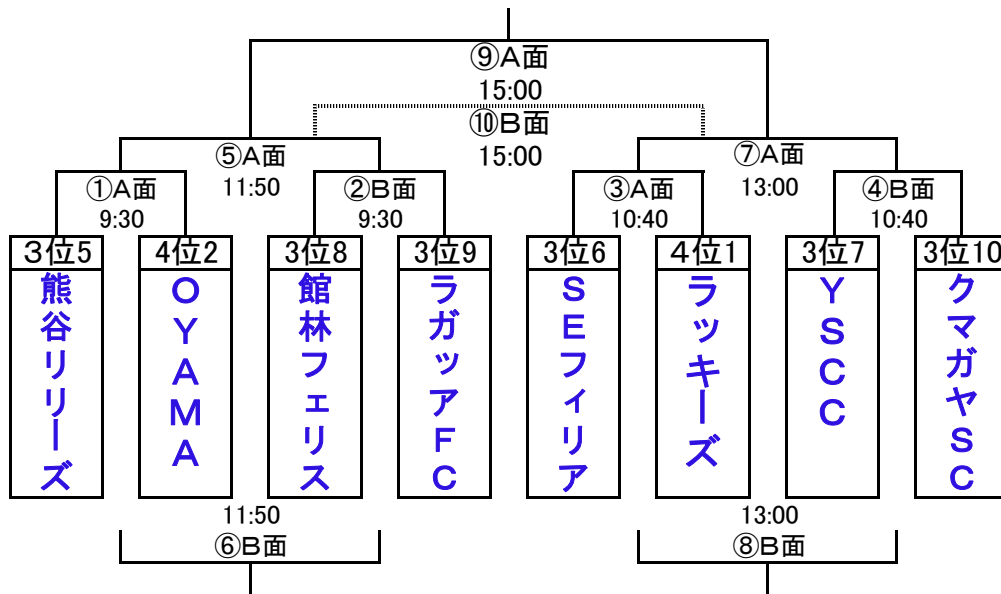 ⑨A面
15:00
⑩B面
15:00
⑤A面
11:50
⑦A面
13:00
①A面
9:30
②B面
9:30
③A面
10:40
④B面
10:40
3位5
4位2
3位8
3位9
3位6
4位1
3位7
3位10
熊谷リリーズ
OYAMA
館林フェリス
ラガッツアFC
SEフィリア
ラッキーズ
YSCC
クマガヤSC
11:50
⑥B面
13:00
⑧B面